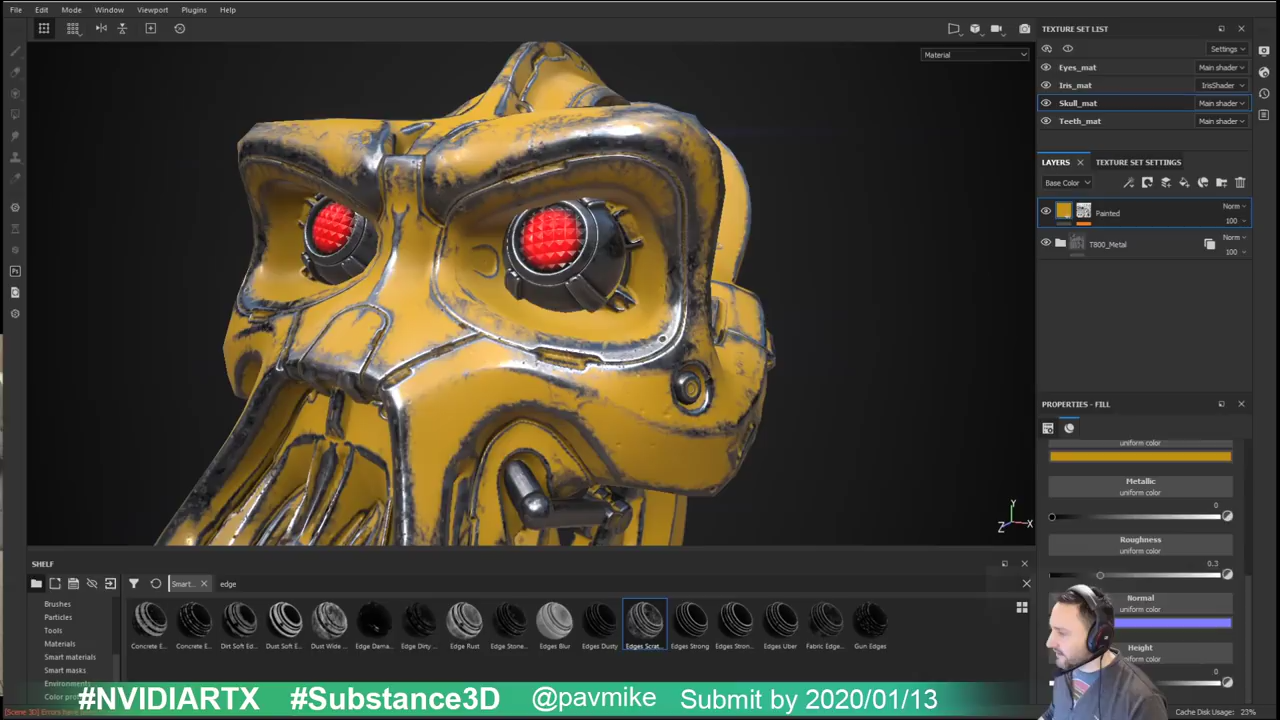 File Edit Mode Window Viewport Plugins Help
Material
TEXTURE SET LIST
Settings
Eyes_mat Main shader
Iris_mat IrisShader
Skull_mat Main shader
Teeth_mat Main shader
LAYERS TEXTURE SET SETTINGS
Base Color
Painted Norm 100
T800_Metal Norm 100
PROPERTIES - FILL
uniform color
Metallic
uniform color
0
Roughness
uniform color
0.3
Normal
uniform color
Height
uniform color
0
Y
Z X
SHELF
Smart... edge
Brushes
Particles
Tools
Materials
Smart materials
Smart masks
Environments
Color pro
Concrete E... Concrete E... Dirt Soft Ed... Dust Soft E... Dust Wide ... Edge Dama... Edge Dirty ... Edge Rust Edge Stone... Edges Blur Edges Dusty Edges Scrat... Edges Strong Edges Stron... Edges Uber Fabric Edge... Gun Edges
#NVIDIARTX #Substance3D @pavmike Submit by 2020/01/13
Cache Disk Usage: 23%